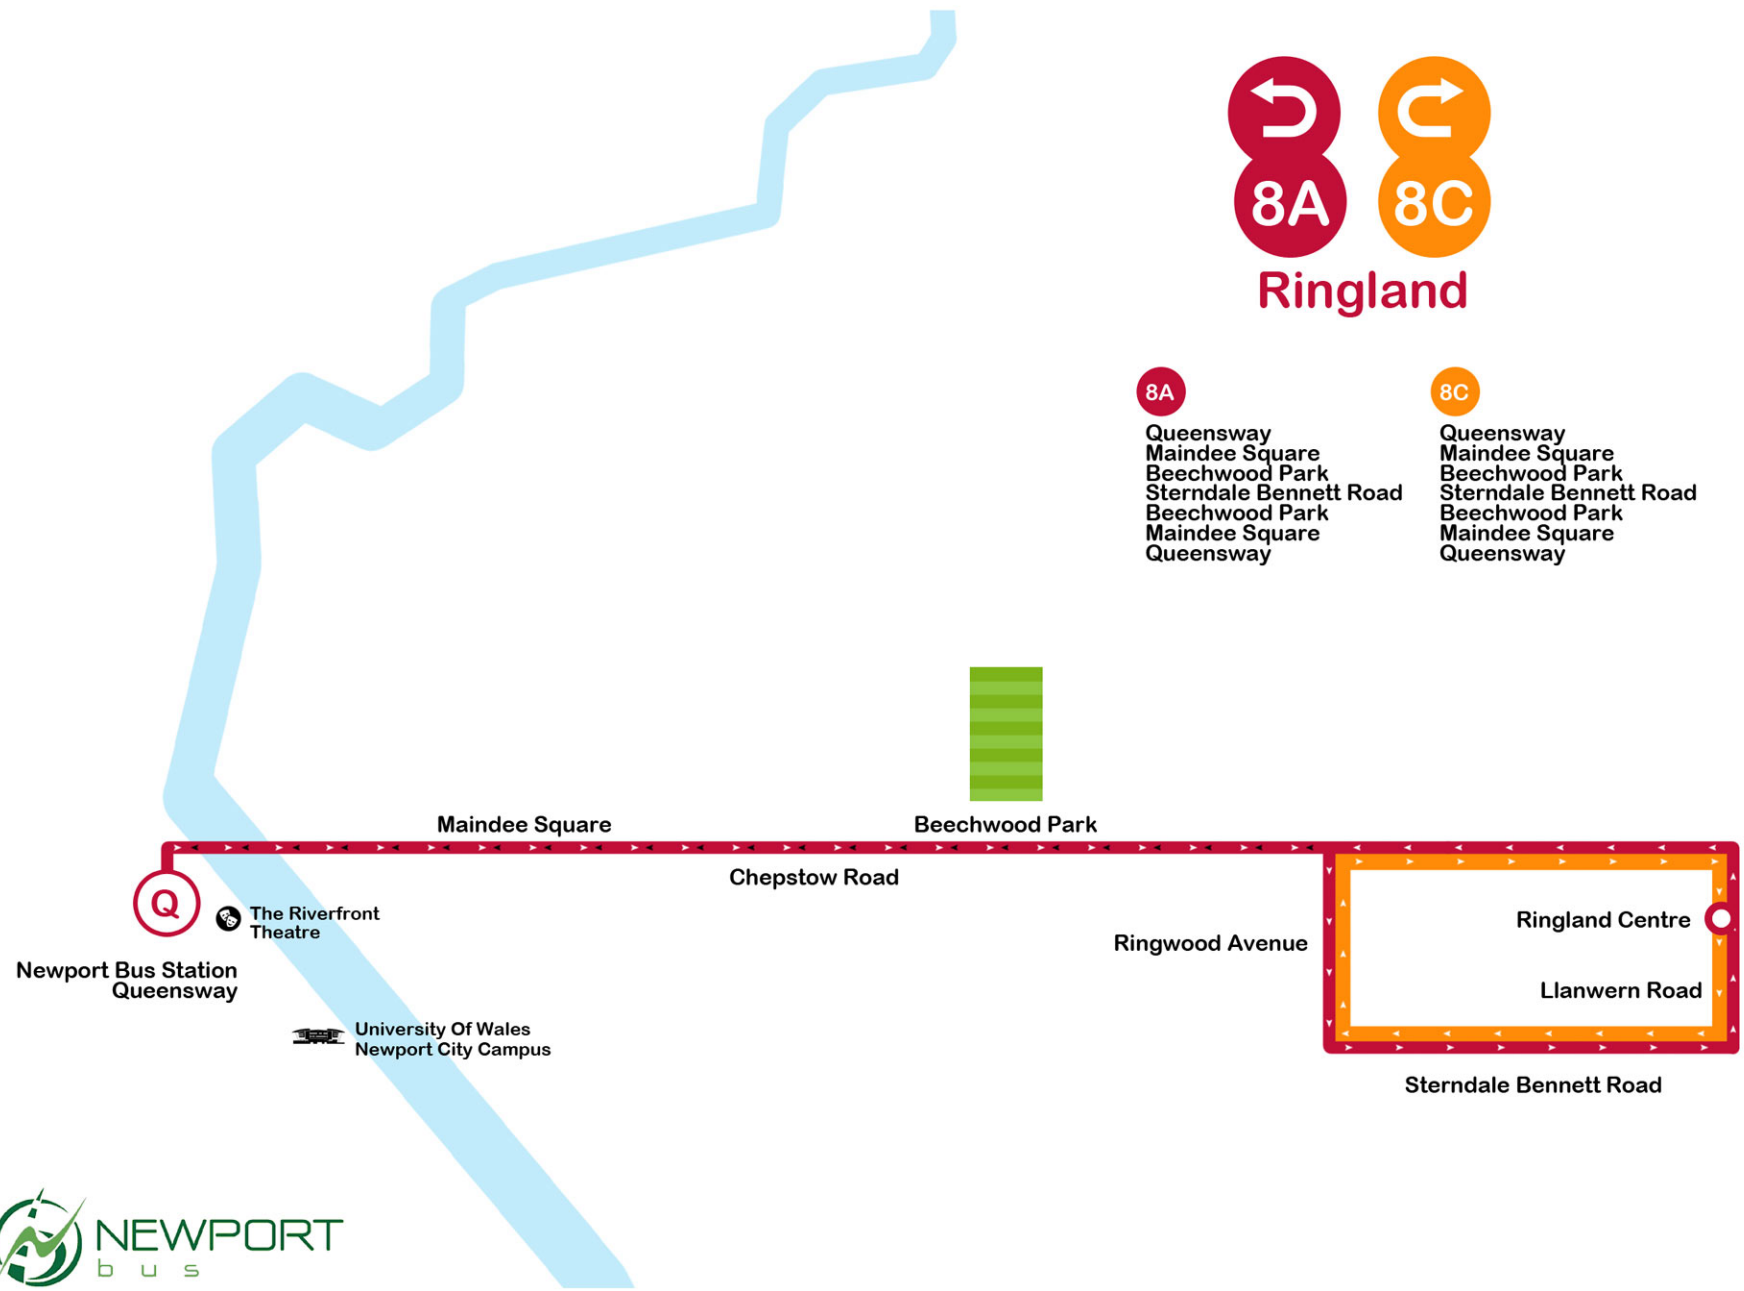 8A
8C
Ringland
8A
Queensway
Maindee Square
Beechwood Park
Sterndale Bennett Road
Beechwood Park
Maindee Square
Queensway
8C
Queensway
Maindee Square
Beechwood Park
Sterndale Bennett Road
Beechwood Park
Maindee Square
Queensway
Maindee Square
Beechwood Park
Chepstow Road
Q
The Riverfront
Theatre
Newport Bus Station
Queensway
University Of Wales
Newport City Campus
Ringwood Avenue
Ringland Centre
Llanwern Road
Sterndale Bennett Road
NEWPORT
bus